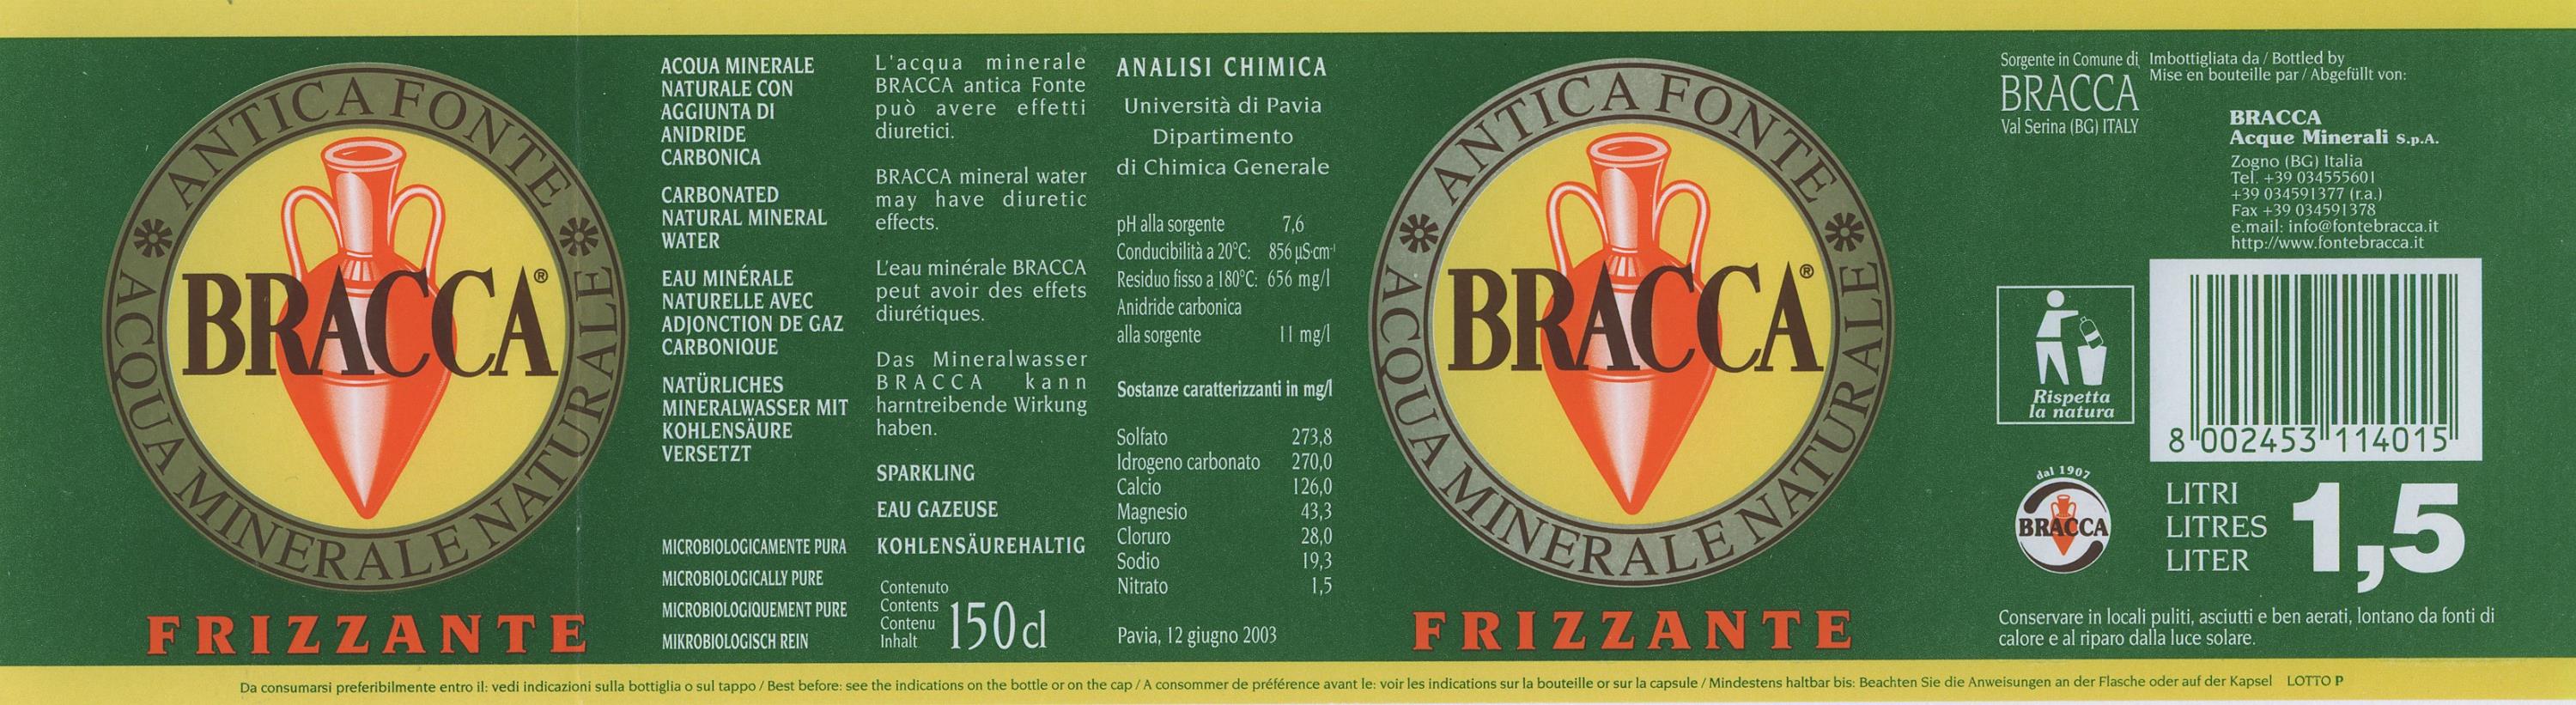 ANTICA FONTE
BRACCA®
ACQUA MINERALE NATURALE
FRIZZANTE
ACQUA MINERALE
NATURALE CON
AGGIUNTA DI
ANIDRIDE
CARBONICA
CARBONATED
NATURAL MINERAL
WATER
EAU MINÉRALE
NATURELLE AVEC
ADJONCTION DE GAZ
CARBONIQUE
NATÜRLICHES
MINERALWASSER MIT
KOHLENSÄURE
VERSETZT
MICROBIOLOGICAMENTE PURA
MICROBIOLOGICALLY PURE
MICROBIOLOGIQUEMENT PURE
MIKROBIOLOGISCH REIN
L'acqua minerale
BRACCA antica Fonte
può avere effetti
diuretici.
BRACCA mineral water
may have diuretic
effects.
L'eau minérale BRACCA
peut avoir des effets
diurétiques.
Das Mineralwasser
BRACCA kann
harntreibende Wirkung
haben.
SPARKLING
EAU GAZEUSE
KOHLENSÄUREHALTIG
Contenuto
Contents
Contenu
Inhalt
150 cl
ANALISI CHIMICA
Università di Pavia
Dipartimento
di Chimica Generale
pH alla sorgente 7,6
Conducibilità a 20°C: 856 µS·cm⁻¹
Residuo fisso a 180°C: 656 mg/l
Anidride carbonica
alla sorgente 11 mg/l
Sostanze caratterizzanti in mg/l
Solfato 273,8
Idrogeno carbonato 270,0
Calcio 126,0
Magnesio 43,3
Cloruro 28,0
Sodio 19,3
Nitrato 1,5
Pavia, 12 giugno 2003
ANTICA FONTE
BRACCA®
ACQUA MINERALE NATURALE
FRIZZANTE
Sorgente in Comune di
BRACCA
Val Serina (BG) ITALY
Imbottigliata da / Bottled by
Mise en bouteille par / Abgefüllt von:
BRACCA
Acque Minerali S.p.A.
Zogno (BG) Italia
Tel. +39 034555601
+39 034591377 (r.a.)
Fax +39 034591378
e.mail: info@fontebracca.it
http://www.fontebracca.it
Rispetta
la natura
8 002453 114015
dal 1907
BRACCA
LITRI
LITRES
LITER
1,5
Conservare in locali puliti, asciutti e ben aerati, lontano da fonti di
calore e al riparo dalla luce solare.
Da consumarsi preferibilmente entro il: vedi indicazioni sulla bottiglia o sul tappo / Best before: see the indications on the bottle or on the cap / A consommer de préférence avant le: voir les indications sur la bouteille or sur la capsule / Mindestens haltbar bis: Beachten Sie die Anweisungen an der Flasche oder auf der Kapsel LOTTO P